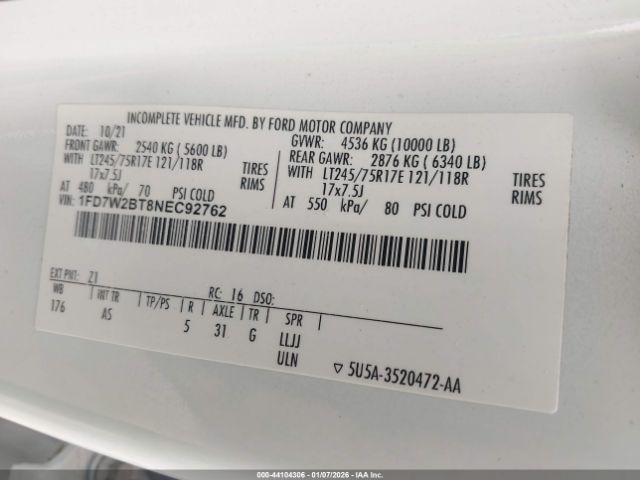 INCOMPLETE VEHICLE MFD. BY FORD MOTOR COMPANY
DATE: 10/21 GVWR: 4536 KG (10000 LB)
FRONT GAWR: 2540 KG ( 5600 LB) REAR GAWR: 2876 KG ( 6340 LB)
WITH LT245/75R17E 121/118R TIRES WITH LT245/75R17E 121/118R TIRES
17x7.5J RIMS 17x7.5J RIMS
AT 480 kPa/ 70 PSI COLD AT 550 kPa/ 80 PSI COLD
VIN: 1FD7W2BT8NEC92762
EXT PNT: Z1 RC: 16 DSO:
WB INT TR TP/PS R AXLE TR SPR
176 AS 5 31 G LLJJ
ULN ▽ 5U5A-3520472-AA
000-44104306 - 01/07/2026 - IAA Inc.